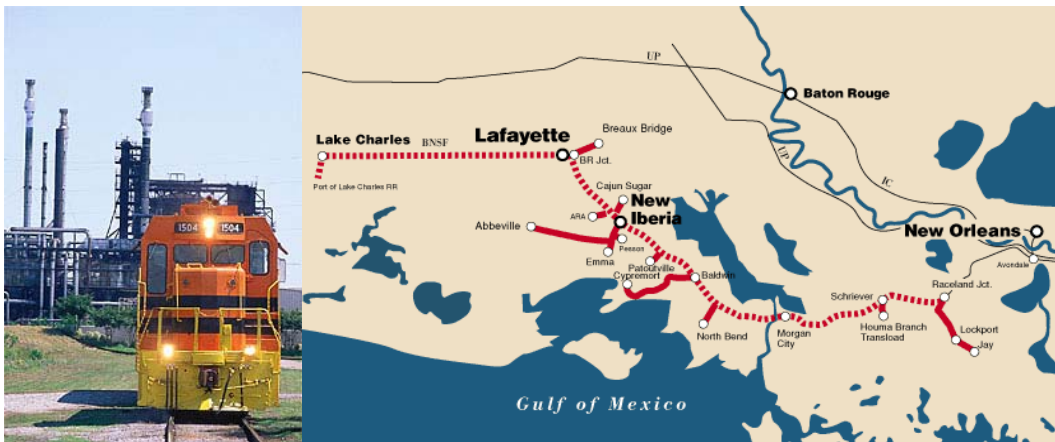 1504 1504
UP
Baton Rouge
Lake Charles
BNSF
Lafayette
Breaux Bridge
BR Jct.
UP
IC
Port of Lake Charles RR
Cajun Sugar
New
Iberia
ARA
Abbeville
Pesson
Emma
Patoutville
Cypremort
Baldwin
New Orleans
Avondale
Raceland Jct.
Schriever
North Bend
Morgan
City
Houma Branch
Transload
Lockport
Jay
Gulf of Mexico